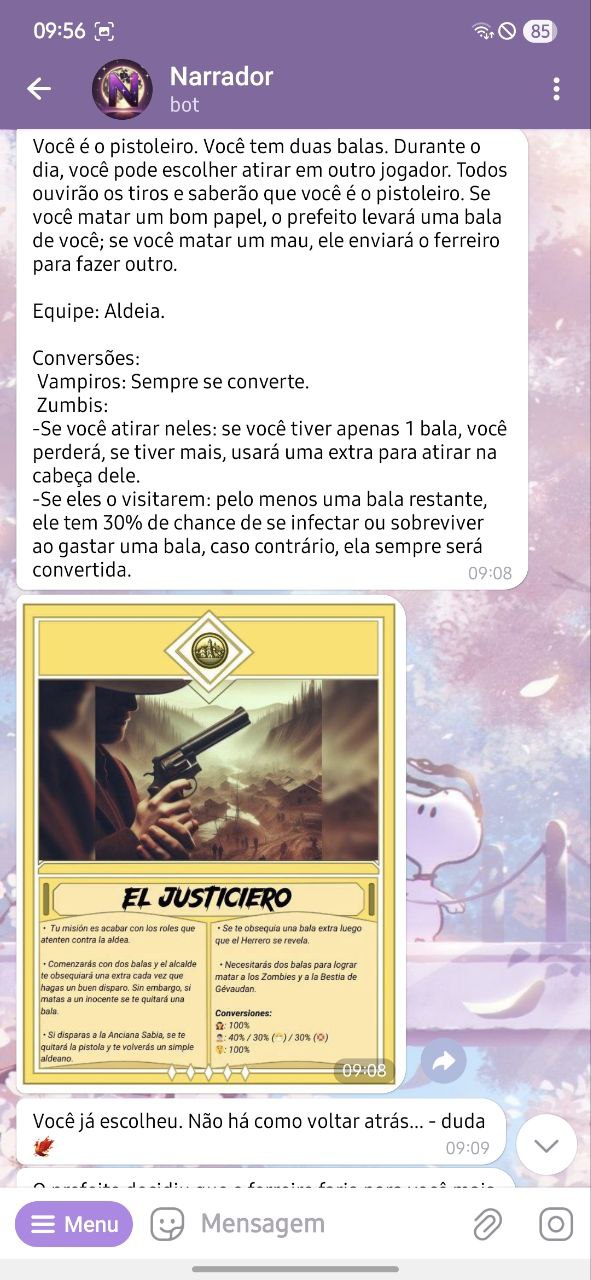 09:56
85
N
Narrador
bot
Você é o pistoleiro. Você tem duas balas. Durante o
dia, você pode escolher atirar em outro jogador. Todos
ouvirão os tiros e saberão que você é o pistoleiro. Se
você matar um bom papel, o prefeito levará uma bala
de você; se você matar um mau, ele enviará o ferreiro
para fazer outro.
Equipe: Aldeia.
Conversões:
Vampiros: Sempre se converte.
Zumbis:
-Se você atirar neles: se você tiver apenas 1 bala, você
perderá, se tiver mais, usará uma extra para atirar na
cabeça dele.
-Se eles o visitarem: pelo menos uma bala restante,
ele tem 30% de chance de se infectar ou sobreviver
ao gastar uma bala, caso contrário, ela sempre será
convertida.
09:08
EL JUSTICIERO
• Tu misión es acabar con los roles que
atenten contra la aldea.
• Comenzarás con dos balas y el alcalde
te obsequiará una extra cada vez que
hagas un buen disparo. Sin embargo, si
matas a un inocente se te quitará una
bala.
• Si disparas a la Anciana Sabia, se te
quitará la pistola y te volverás un simple
aldeano.
• Se te obsequia una bala extra luego
que el Herrero se revela.
• Necesitarás dos balas para lograr
matar a los Zombies y a la Bestia de
Gévaudan.
Conversiones:
🧛: 100%
🧟: 40% / 30% (😷) / 30% (💢)
: 100%
09:08
Você já escolheu. Não há como voltar atrás... - duda
🍁
09:09
O prefeito decidiu que o ferreiro faria para você mais
Menu
Mensagem